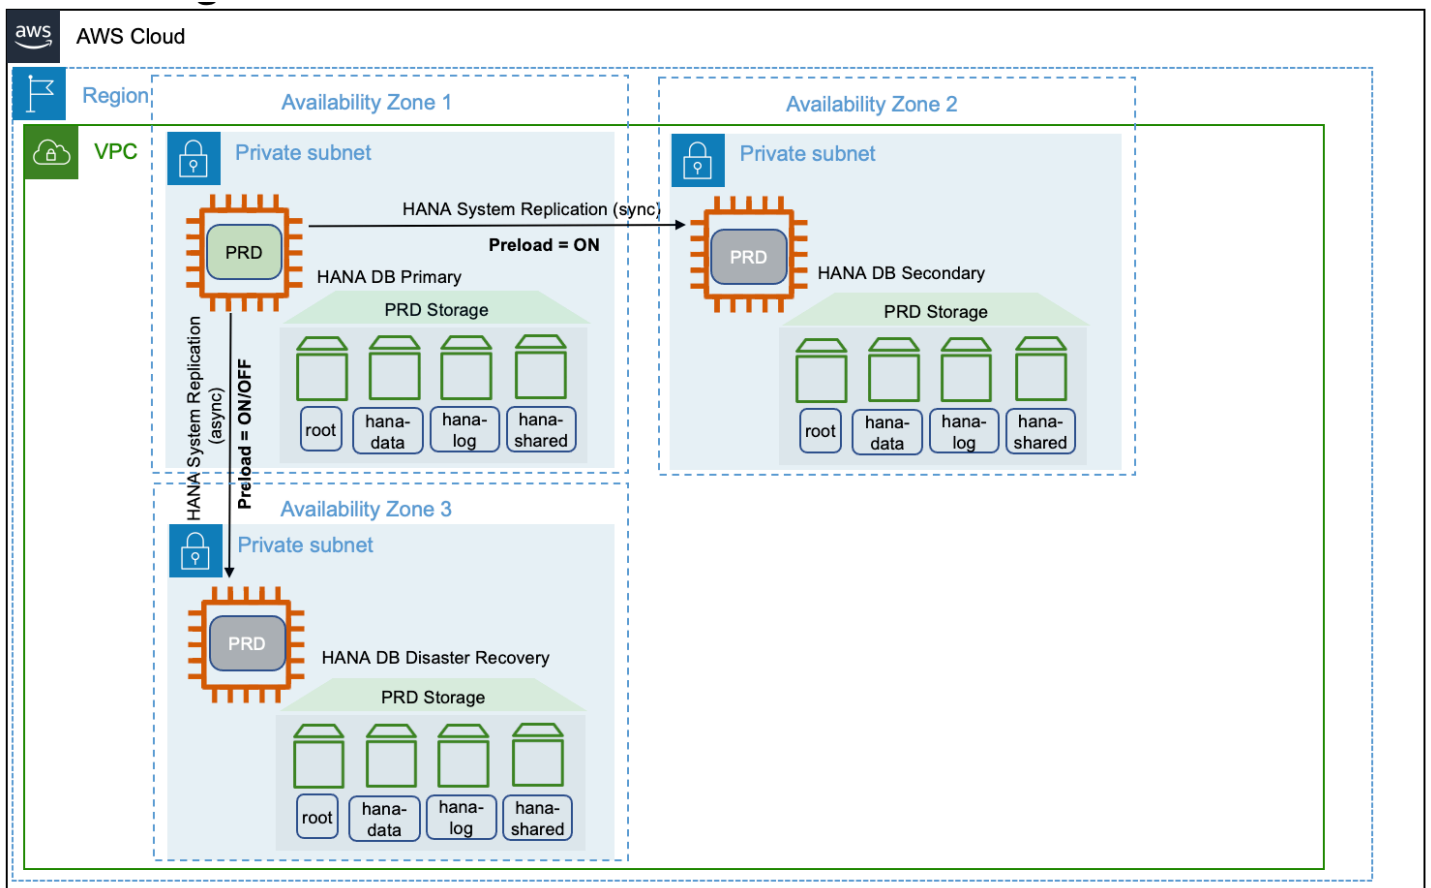 aws
AWS Cloud
Region
Availability Zone 1
Availability Zone 2
VPC
Private subnet
Private subnet
HANA System Replication (sync)
Preload = ON
PRD
PRD
HANA DB Primary
HANA DB Secondary
PRD Storage
PRD Storage
root
hana-
data
hana-
log
hana-
shared
root
hana-
data
hana-
log
hana-
shared
HANA System Replication
(async)
Preload = ON/OFF
Availability Zone 3
Private subnet
PRD
HANA DB Disaster Recovery
PRD Storage
root
hana-
data
hana-
log
hana-
shared